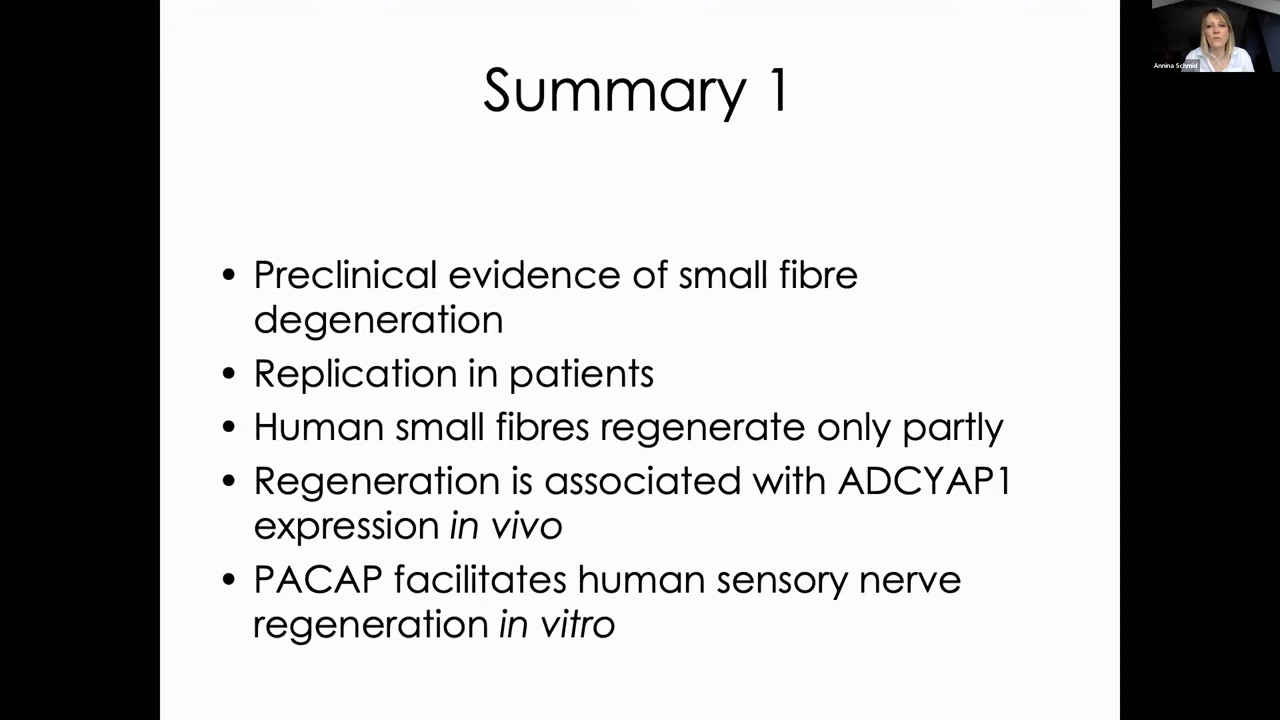 Summary 1
Annina Schmid
• Preclinical evidence of small fibre
degeneration
• Replication in patients
• Human small fibres regenerate only partly
• Regeneration is associated with ADCYAP1
expression in vivo
• PACAP facilitates human sensory nerve
regeneration in vitro